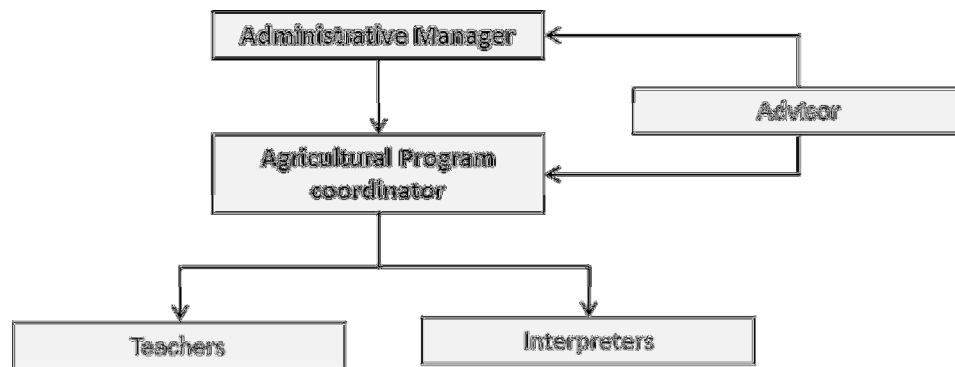 Administrative Manager
Advisor
Agricultural Program
coordinator
Teachers
Interpreters